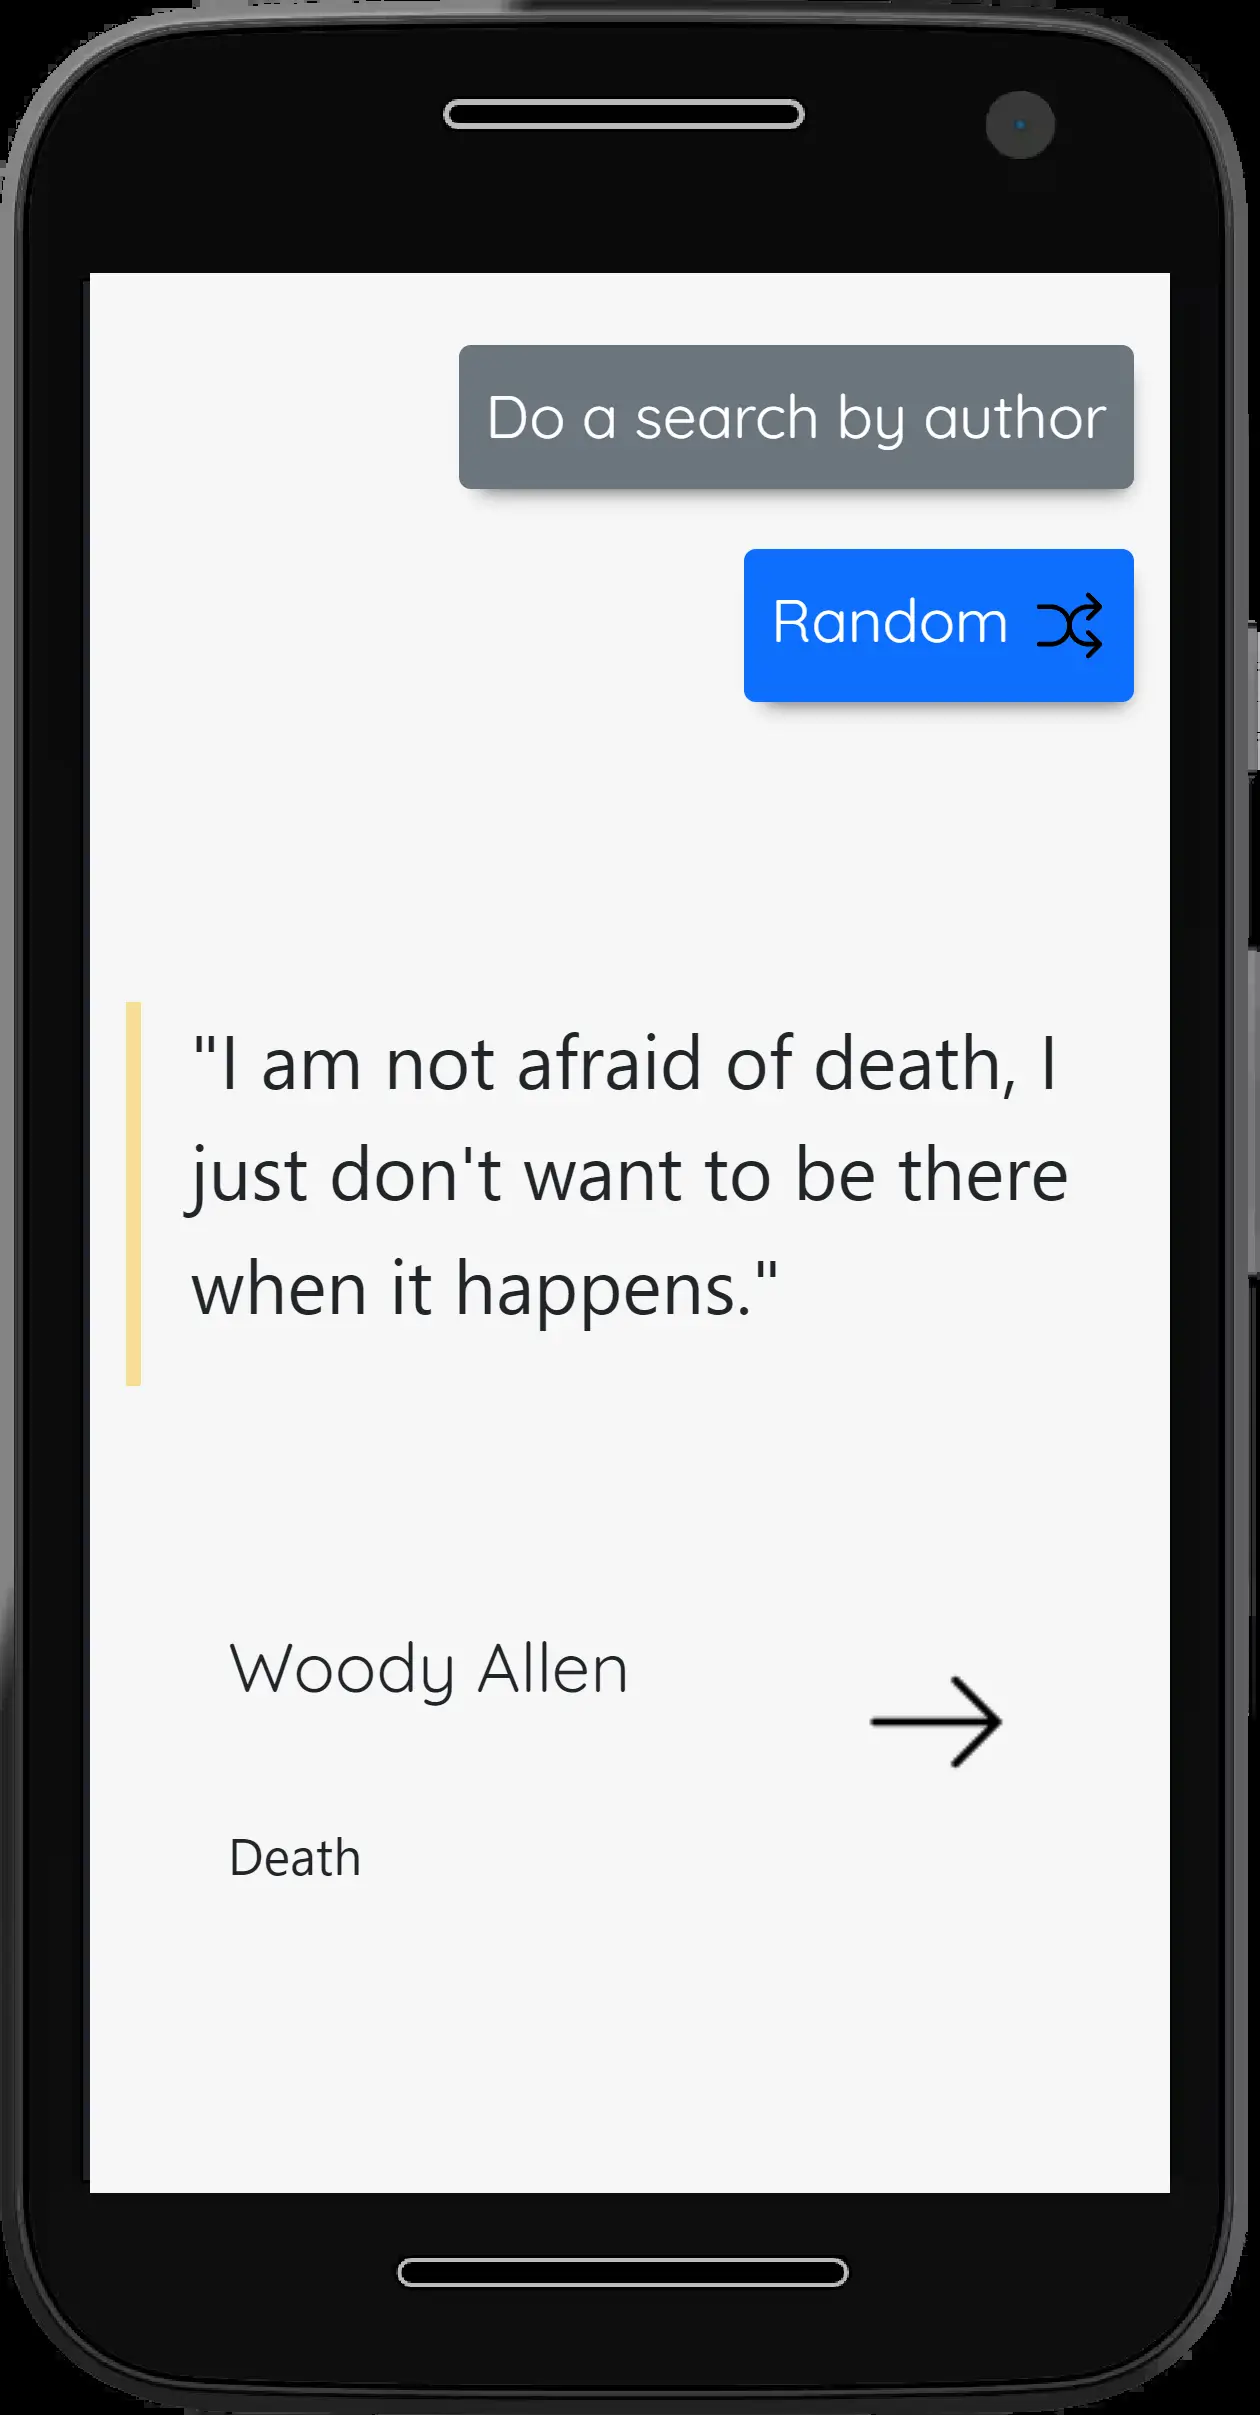 Do a search by author
Random
"I am not afraid of death, I
just don't want to be there
when it happens."
Woody Allen
Death